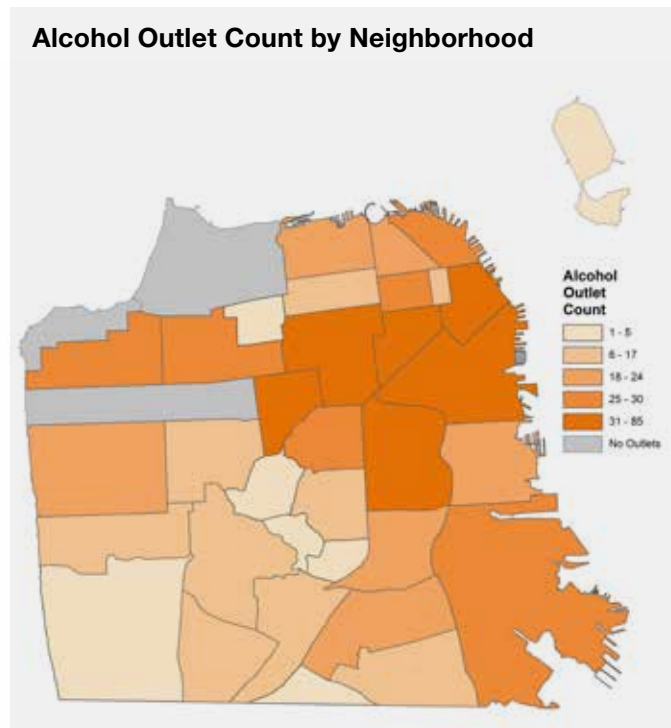 Alcohol Outlet Count by Neighborhood
Alcohol
Outlet
Count
1 - 5
6 - 17
18 - 24
25 - 30
31 - 85
No Outlets